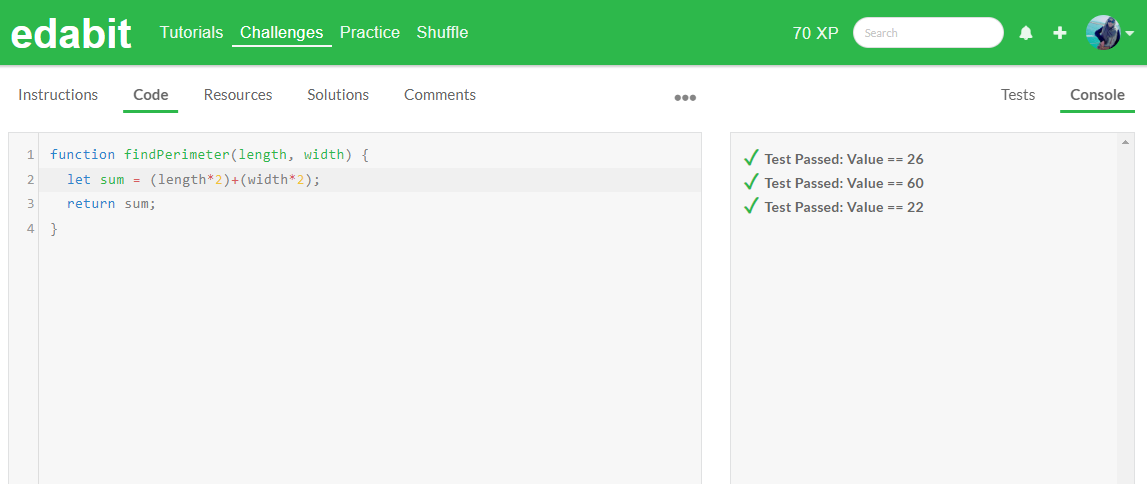 edabit Tutorials Challenges Practice Shuffle 70 XP Search
Instructions Code Resources Solutions Comments ••• Tests Console
1 function findPerimeter(length, width) {
2 let sum = (length*2)+(width*2);
3 return sum;
4 }
✓ Test Passed: Value == 26
✓ Test Passed: Value == 60
✓ Test Passed: Value == 22